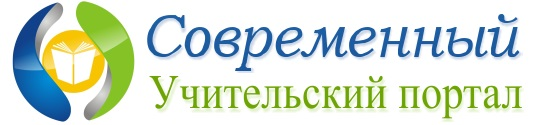 Современный
Учительский портал